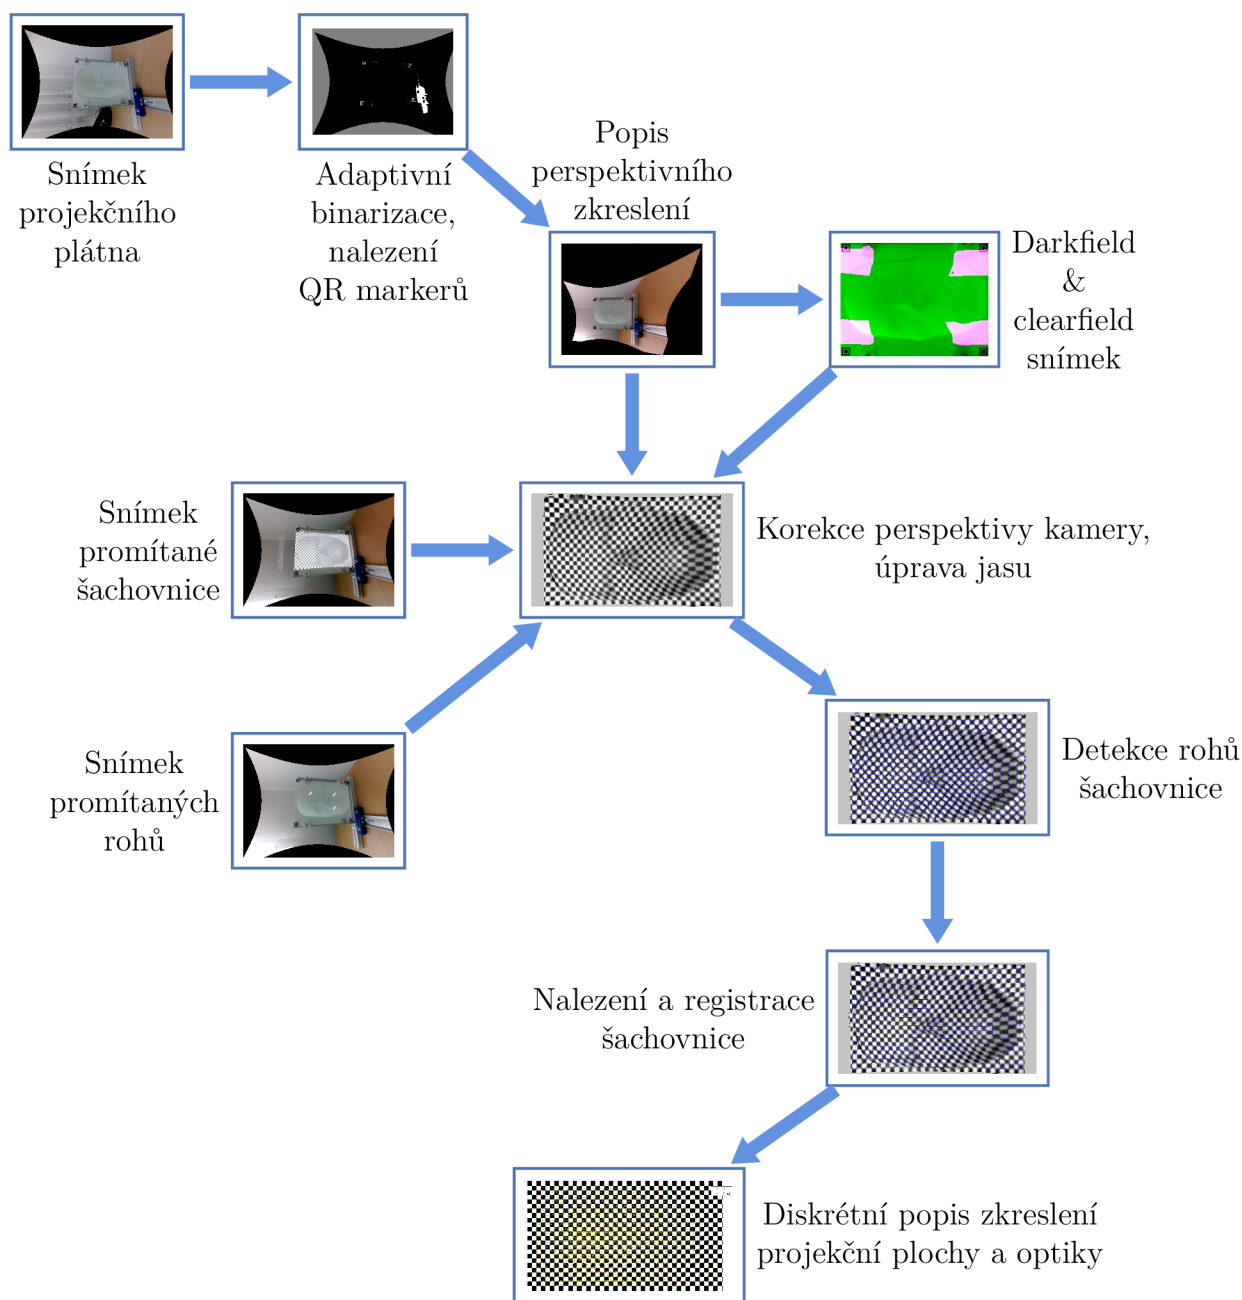 Snímek
projekčního
plátna
Adaptivní
binarizace,
nalezení
QR markerů
Popis
perspektivního
zkreslení
Darkfield
&
clearfield
snímek
Snímek
promítané
šachovnice
Korekce perspektivy kamery,
úprava jasu
Snímek
promítaných
rohů
Detekce rohů
šachovnice
Nalezení a registrace
šachovnice
Diskrétní popis zkreslení
projekční plochy a optiky